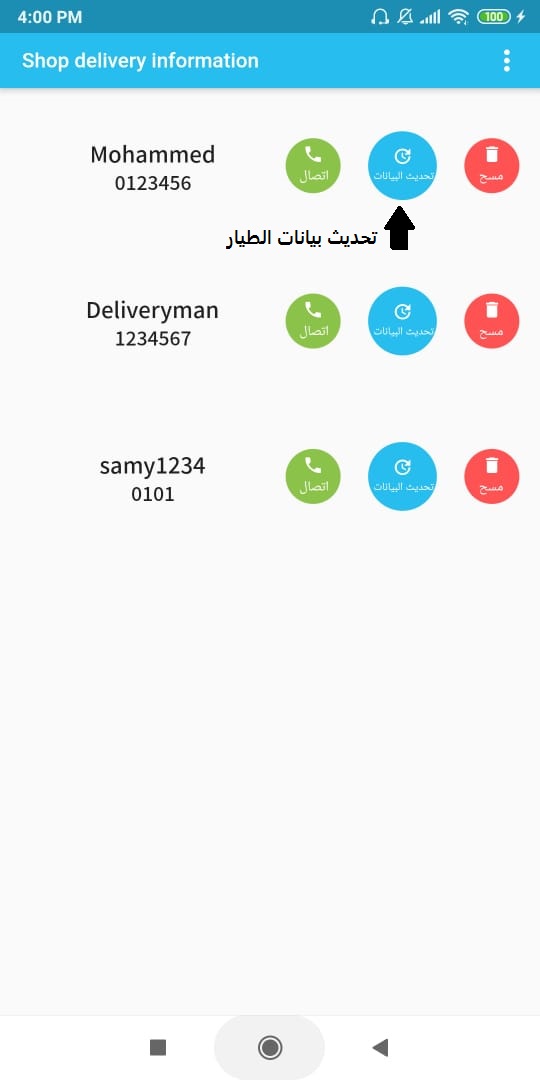 4:00 PM 100
Shop delivery information
Mohammed
0123456
اتصال
تحديث البيانات
مسح
تحديث بيانات الطيار
Deliveryman
1234567
اتصال
تحديث البيانات
مسح
samy1234
0101
اتصال
تحديث البيانات
مسح